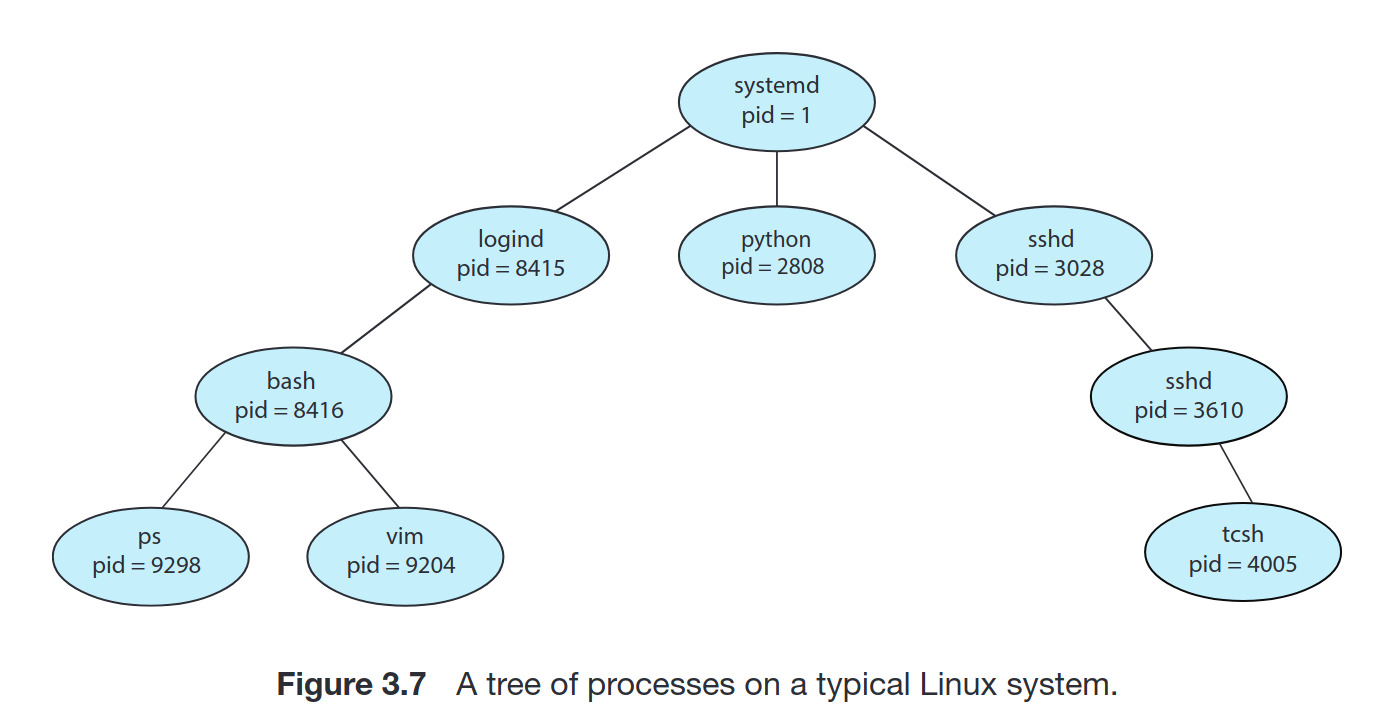 systemd
pid = 1
logind
pid = 8415
python
pid = 2808
sshd
pid = 3028
bash
pid = 8416
sshd
pid = 3610
ps
pid = 9298
vim
pid = 9204
tcsh
pid = 4005
Figure 3.7 A tree of processes on a typical Linux system.